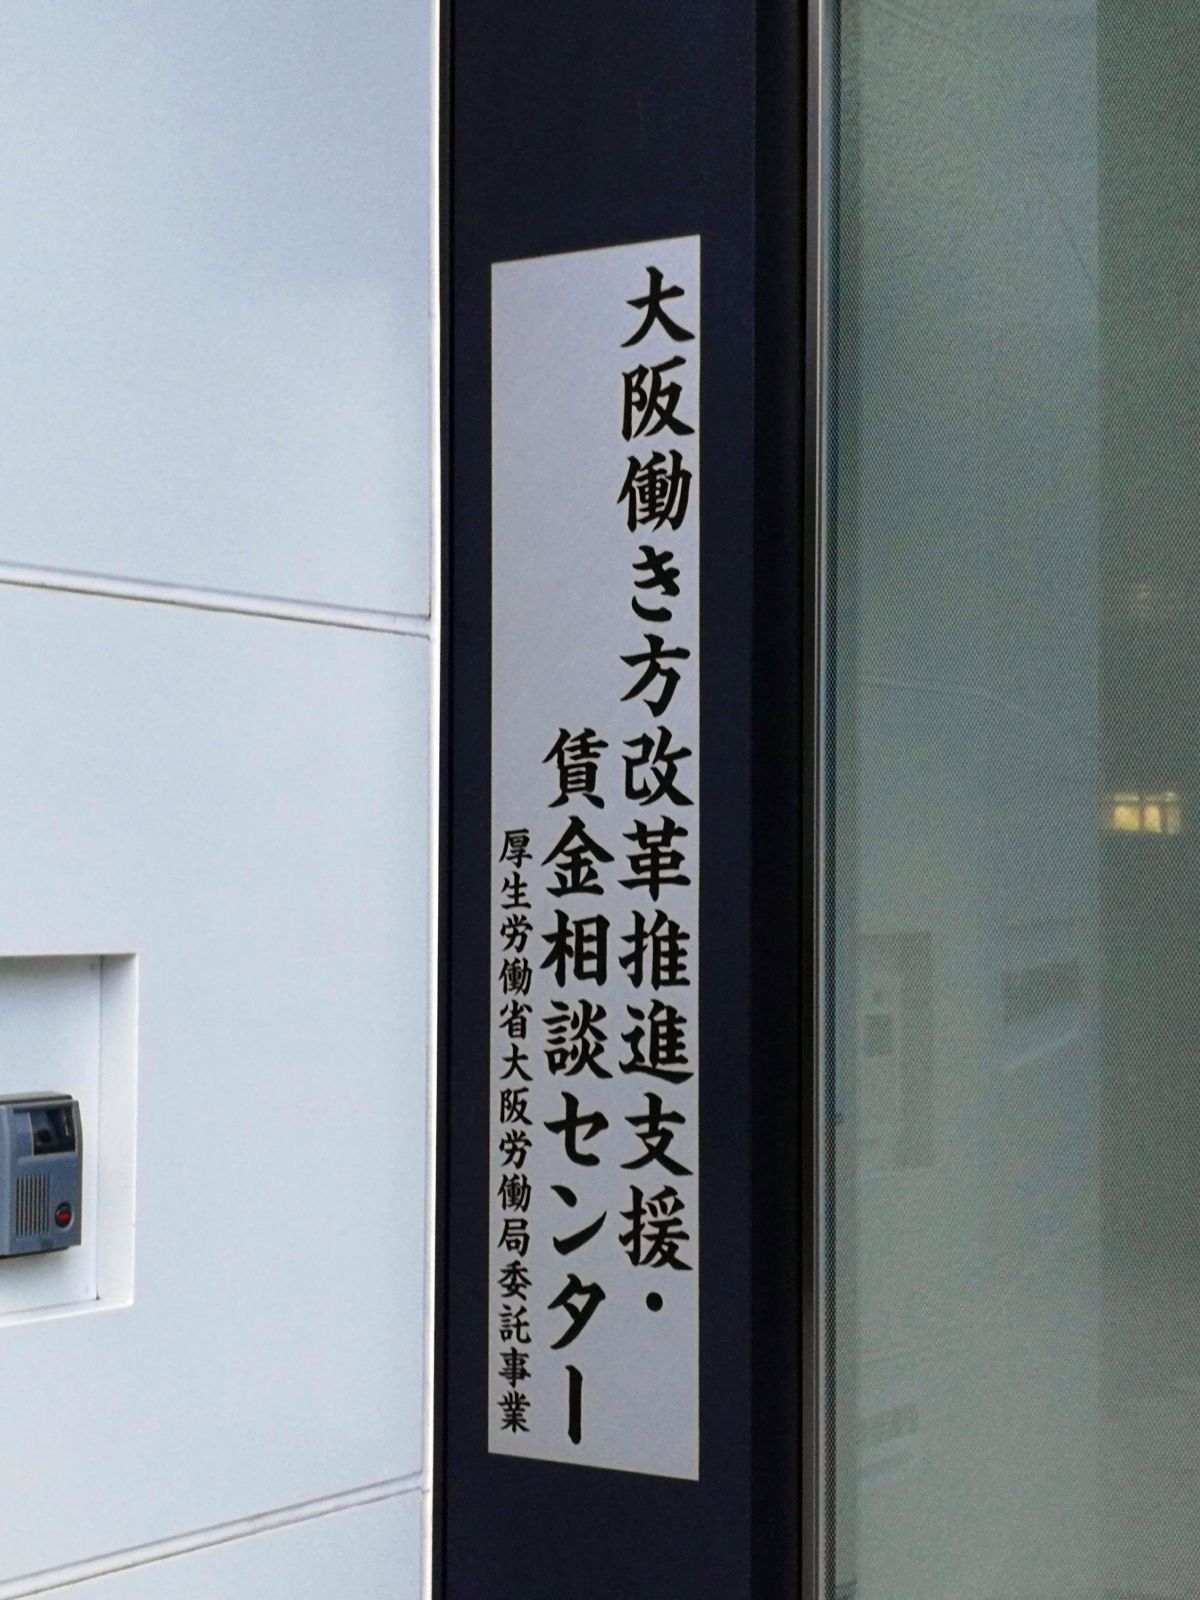 大阪働き方改革推進支援・
賃金相談センター
厚生労働省大阪労働局委託事業